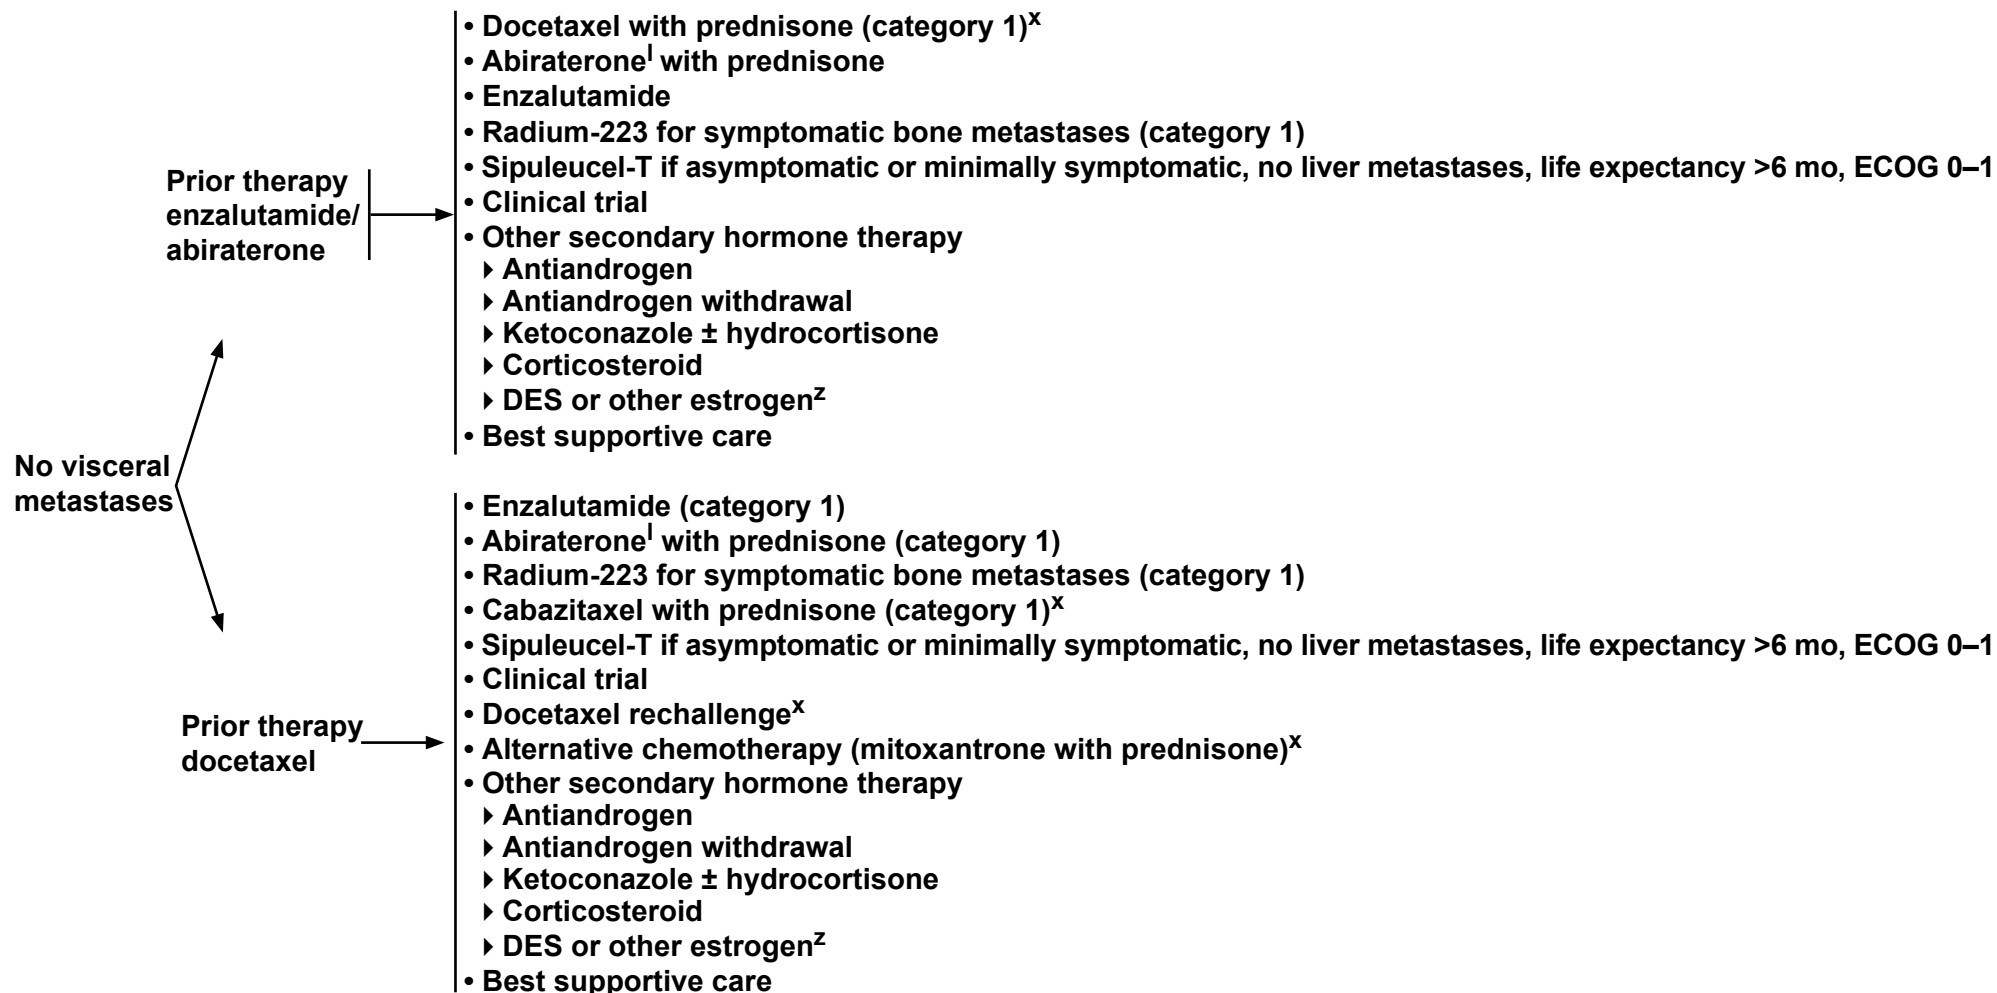 No visceral
metastases
Prior therapy
enzalutamide/
abiraterone
• Docetaxel with prednisone (category 1)x
• Abirateronel with prednisone
• Enzalutamide
• Radium-223 for symptomatic bone metastases (category 1)
• Sipuleucel-T if asymptomatic or minimally symptomatic, no liver metastases, life expectancy >6 mo, ECOG 0–1
• Clinical trial
• Other secondary hormone therapy
▸ Antiandrogen
▸ Antiandrogen withdrawal
▸ Ketoconazole ± hydrocortisone
▸ Corticosteroid
▸ DES or other estrogenz
• Best supportive care
Prior therapy
docetaxel
• Enzalutamide (category 1)
• Abirateronel with prednisone (category 1)
• Radium-223 for symptomatic bone metastases (category 1)
• Cabazitaxel with prednisone (category 1)x
• Sipuleucel-T if asymptomatic or minimally symptomatic, no liver metastases, life expectancy >6 mo, ECOG 0–1
• Clinical trial
• Docetaxel rechallengex
• Alternative chemotherapy (mitoxantrone with prednisone)x
• Other secondary hormone therapy
▸ Antiandrogen
▸ Antiandrogen withdrawal
▸ Ketoconazole ± hydrocortisone
▸ Corticosteroid
▸ DES or other estrogenz
• Best supportive care